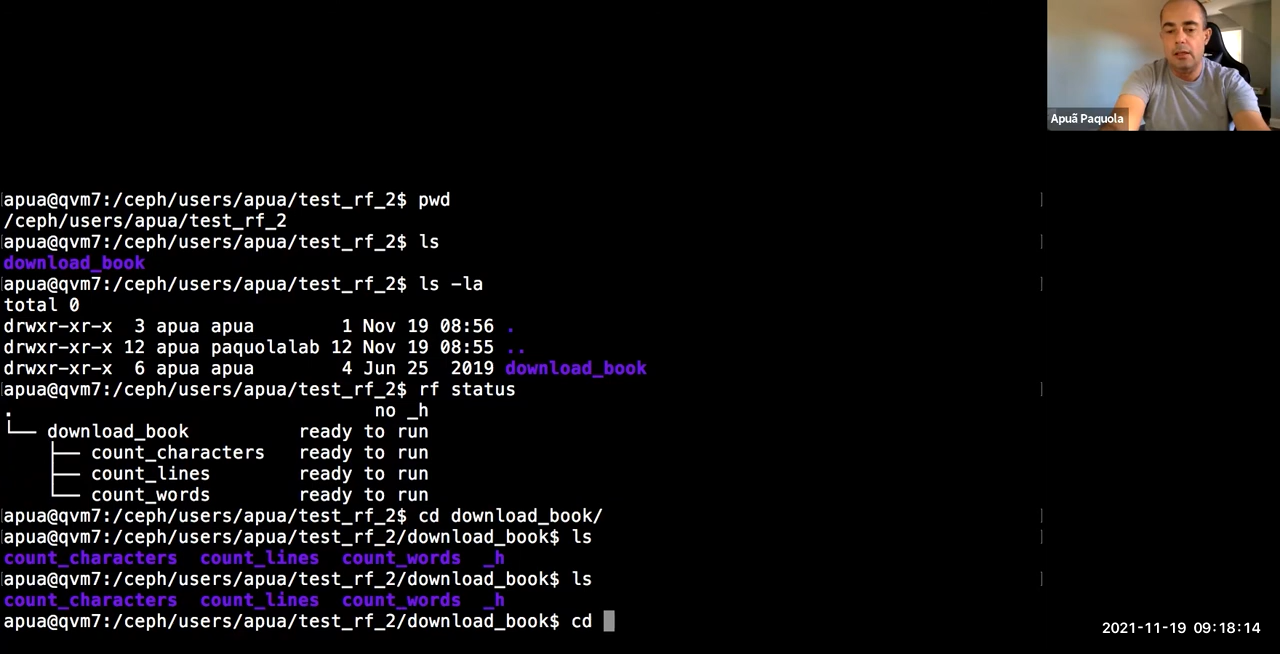 Apuã Paquola
apua@qvm7:/ceph/users/apua/test_rf_2$ pwd
/ceph/users/apua/test_rf_2
apua@qvm7:/ceph/users/apua/test_rf_2$ ls
download_book
apua@qvm7:/ceph/users/apua/test_rf_2$ ls -la
total 0
drwxr-xr-x  3 apua apua        1 Nov 19 08:56 .
drwxr-xr-x 12 apua paquolalab 12 Nov 19 08:55 ..
drwxr-xr-x  6 apua apua        4 Jun 25  2019 download_book
apua@qvm7:/ceph/users/apua/test_rf_2$ rf status
.                                  no _h
└── download_book          ready to run
    ├── count_characters   ready to run
    ├── count_lines        ready to run
    └── count_words        ready to run
apua@qvm7:/ceph/users/apua/test_rf_2$ cd download_book/
apua@qvm7:/ceph/users/apua/test_rf_2/download_book$ ls
count_characters  count_lines  count_words  _h
apua@qvm7:/ceph/users/apua/test_rf_2/download_book$ ls
count_characters  count_lines  count_words  _h
apua@qvm7:/ceph/users/apua/test_rf_2/download_book$ cd
2021-11-19 09:18:14